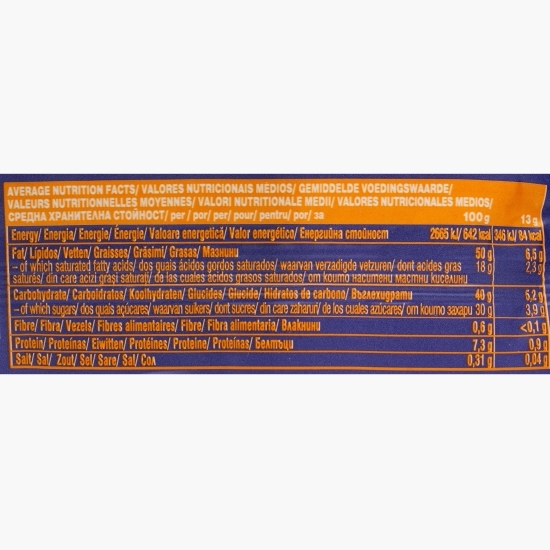 AVERAGE NUTRITION FACTS/ VALORES NUTRICIONAIS MEDIOS/ GEMIDDELDE VOEDINGSWAARDE/
VALEURS NUTRITIONNELLES MOYENNES/ VALORI NUTRITIONALE MEDII/ VALORES NUTRICIONALES MEDIOS/
СРЕДНА ХРАНИТЕЛНА СТОЙНОСТ/ per / por/ per/ pour/ pentru/ por/ за 100 g 13 g
Energy/ Energia/ Energie/ Énergie/ Valoare energetică/ Valor energético/ Енергийна стойност 2665 kJ/ 642 kcal 346 kJ/ 84 kcal
Fat/ Lípidos/ Vetten/ Graisses/ Grăsimi/ Grasas/ Мазнини 50 g 6,5 g
– of which saturated fatty acids/ dos quais ácidos gordos saturados/ waarvan verzadigde vetzuren/ dont acides gras 18 g 2,3 g
saturés/ din care acizi grași saturați/ de las cuales ácidos grasos saturados/ от които наситени мастни киселини
Carbohydrate/ Carboidratos/ Koolhydraten/ Glucides/ Glucide/ Hidratos de carbono/ Въглехидрати 40 g 5,2 g
– of which sugars/ dos quais açúcares/ waarvan suikers/ dont sucres/ din care zaharuri/ de los cuales azúcares/ от които захари 30 g 3,9 g
Fibre/ Fibra/ Vezels/ Fibres alimentaires/ Fibre/ Fibra alimentaria/ Влакнини 0,6 g <0,1 g
Protein/ Proteínas/ Eiwitten/ Protéines/ Proteine/ Proteínas/ Белтъци 7,3 g 0,9 g
Salt/ Sal/ Zout/ Sel/ Sare/ Sal/ Сол 0,31 g 0,04 g